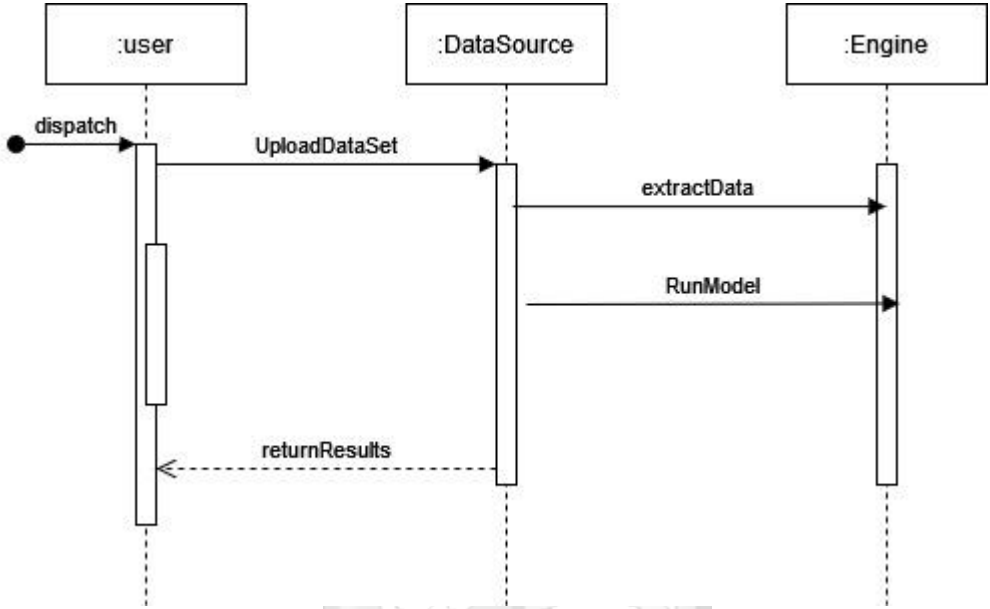 :user
:DataSource
:Engine
dispatch
UploadDataSet
extractData
RunModel
returnResults